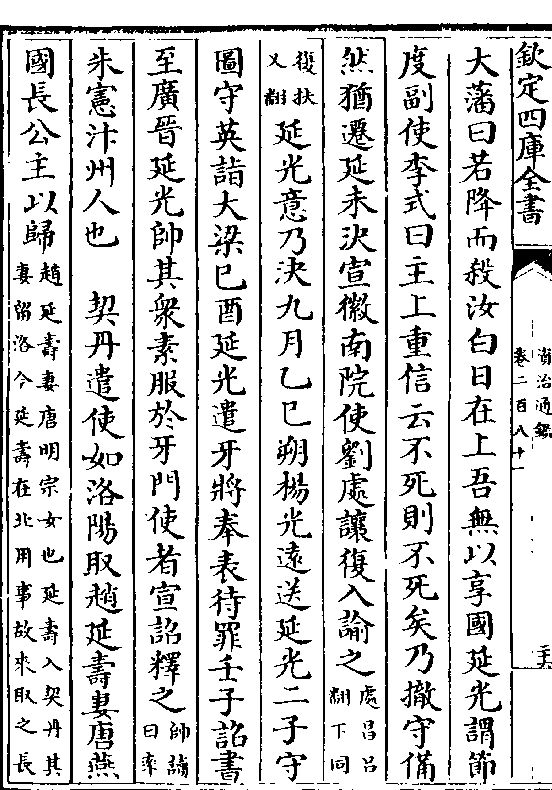 欽定四庫全書
資治通鑑
卷二百八十一
大藩曰若降而殺汝白日在上吾無以享國延光謂節
度副使李式曰主上重信云不死則不死矣乃撤守備
然猶遷延未決宣徽南院使劉處讓復入諭之處昌吕翻下同
復扶又翻延光意乃決九月乙巳朔楊光遠送延光二子守
圖守英詣大梁己酉延光遣牙將奉表待罪壬子詔書
至廣晉延光帥其衆素服於牙門使者宣詔釋之帥讀曰率
朱憲汴州人也　契丹遣使如洛陽取趙延壽妻唐燕
國長公主以歸趙延壽妻唐明宗女也延壽入契丹其妻留洛今延壽在北用事故來取之長